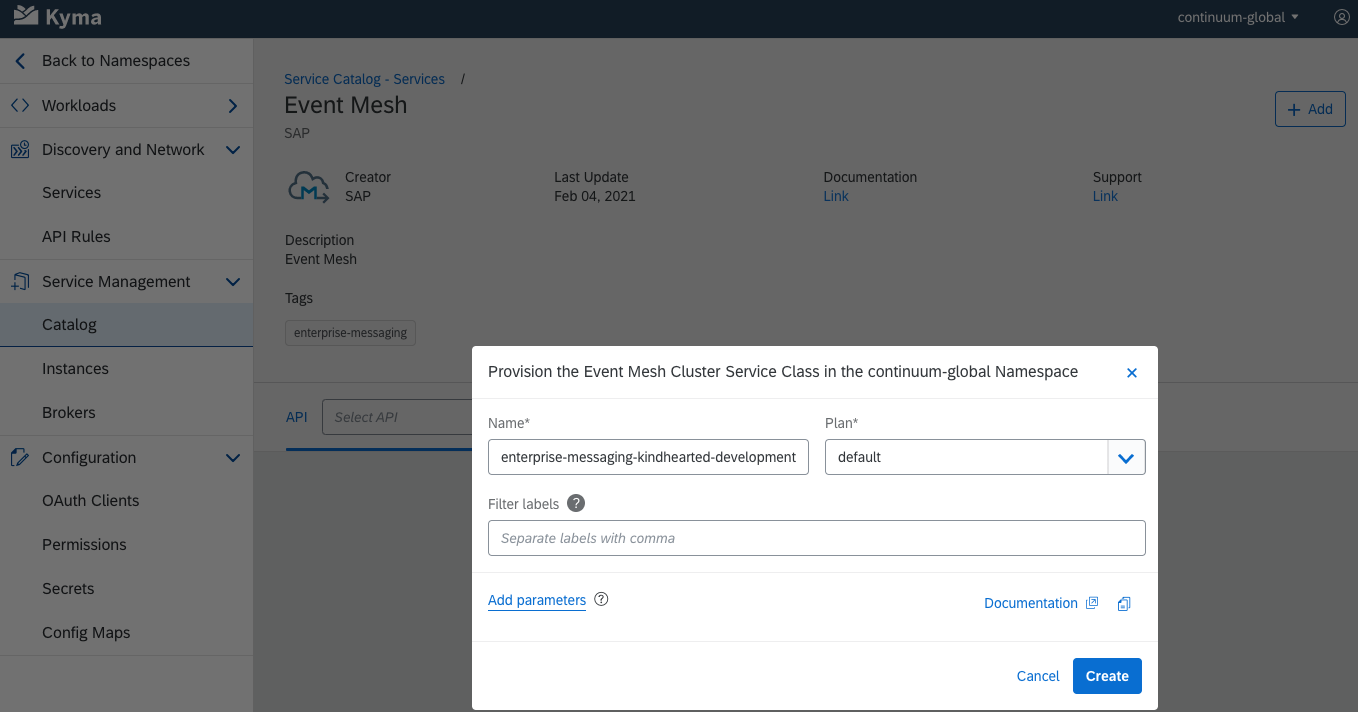 Kyma
continuum-global
Back to Namespaces
Workloads
Discovery and Network
Services
API Rules
Service Management
Catalog
Instances
Brokers
Configuration
OAuth Clients
Permissions
Secrets
Config Maps
Service Catalog - Services /
Event Mesh
SAP
+ Add
Creator
SAP
Last Update
Feb 04, 2021
Documentation
Link
Support
Link
Description
Event Mesh
Tags
enterprise-messaging
API
Select API
Provision the Event Mesh Cluster Service Class in the continuum-global Namespace
Name*
enterprise-messaging-kindhearted-development
Plan*
default
Filter labels ?
Separate labels with comma
Add parameters ?
Documentation
Cancel
Create